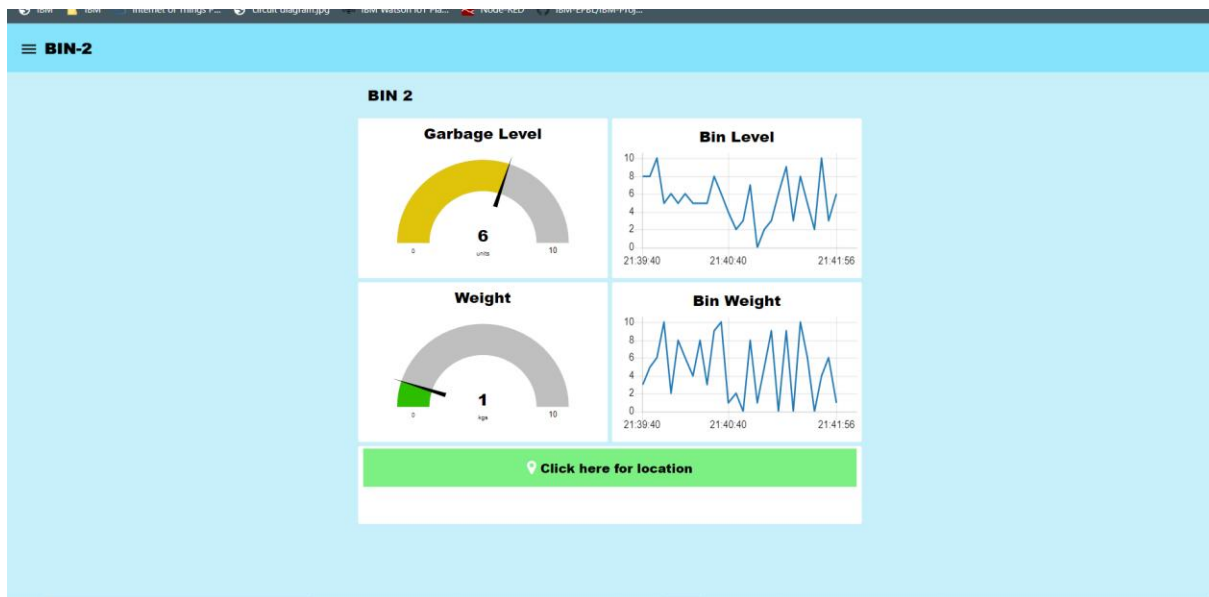 IBM IBM Internet of Things P... Circuit diagram.jpg IBM Watson IoT Pla... Node-RED IBM-EPBL/IBM-Proj...
BIN-2
BIN 2
Garbage Level
6
0 0 units 10
Bin Level
10
8
6
4
2
0
21:39:40 21:40:40 21:41:56
Weight
1
0 kgs 10
Bin Weight
10
8
6
4
2
0
21:39:40 21:40:40 21:41:56
Click here for location